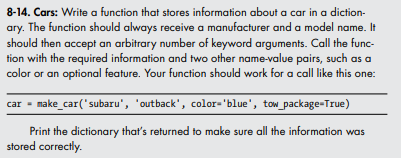 8-14. Cars: Write a function that stores information about a car in a diction-
ary. The function should always receive a manufacturer and a model name. It
should then accept an arbitrary number of keyword arguments. Call the func-
tion with the required information and two other name-value pairs, such as a
color or an optional feature. Your function should work for a call like this one:
car = make_car('subaru', 'outback', color='blue', tow_package=True)
Print the dictionary that's returned to make sure all the information was
stored correctly.